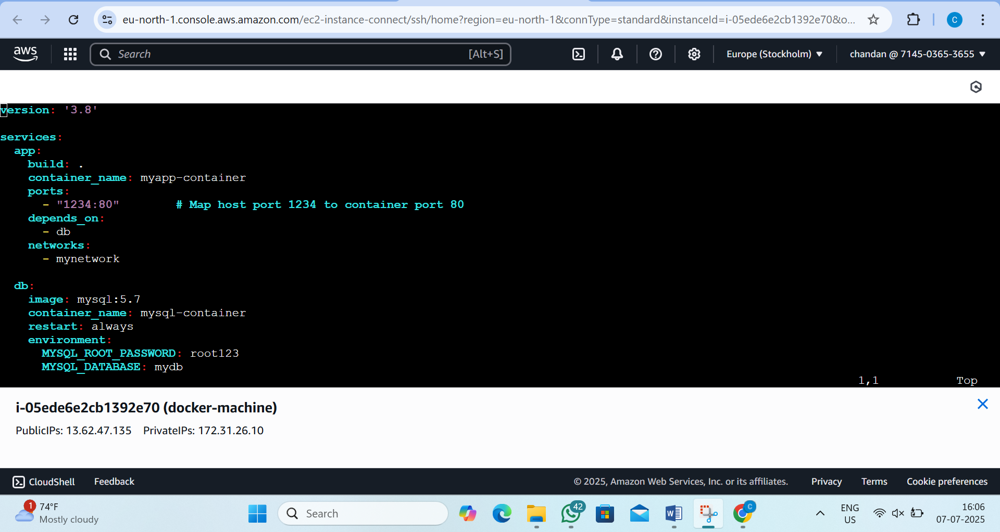 eu-north-1.console.aws.amazon.com/ec2-instance-connect/ssh/home?region=eu-north-1&connType=standard&instanceId=i-05ede6e2cb1392e70&o...
C
aws
Search
[Alt+S]
Europe (Stockholm)
chandan @ 7145-0365-3655
version: '3.8'
services:
app:
build: .
container_name: myapp-container
ports:
- "1234:80" # Map host port 1234 to container port 80
depends_on:
- db
networks:
- mynetwork
db:
image: mysql:5.7
container_name: mysql-container
restart: always
environment:
MYSQL_ROOT_PASSWORD: root123
MYSQL_DATABASE: mydb
1,1 Top
i-05ede6e2cb1392e70 (docker-machine)
PublicIPs: 13.62.47.135 PrivateIPs: 172.31.26.10
CloudShell
Feedback
© 2025, Amazon Web Services, Inc. or its affiliates.
Privacy
Terms
Cookie preferences
1
74°F
Mostly cloudy
Search
42
W
C
ENG
US
16:06
07-07-2025